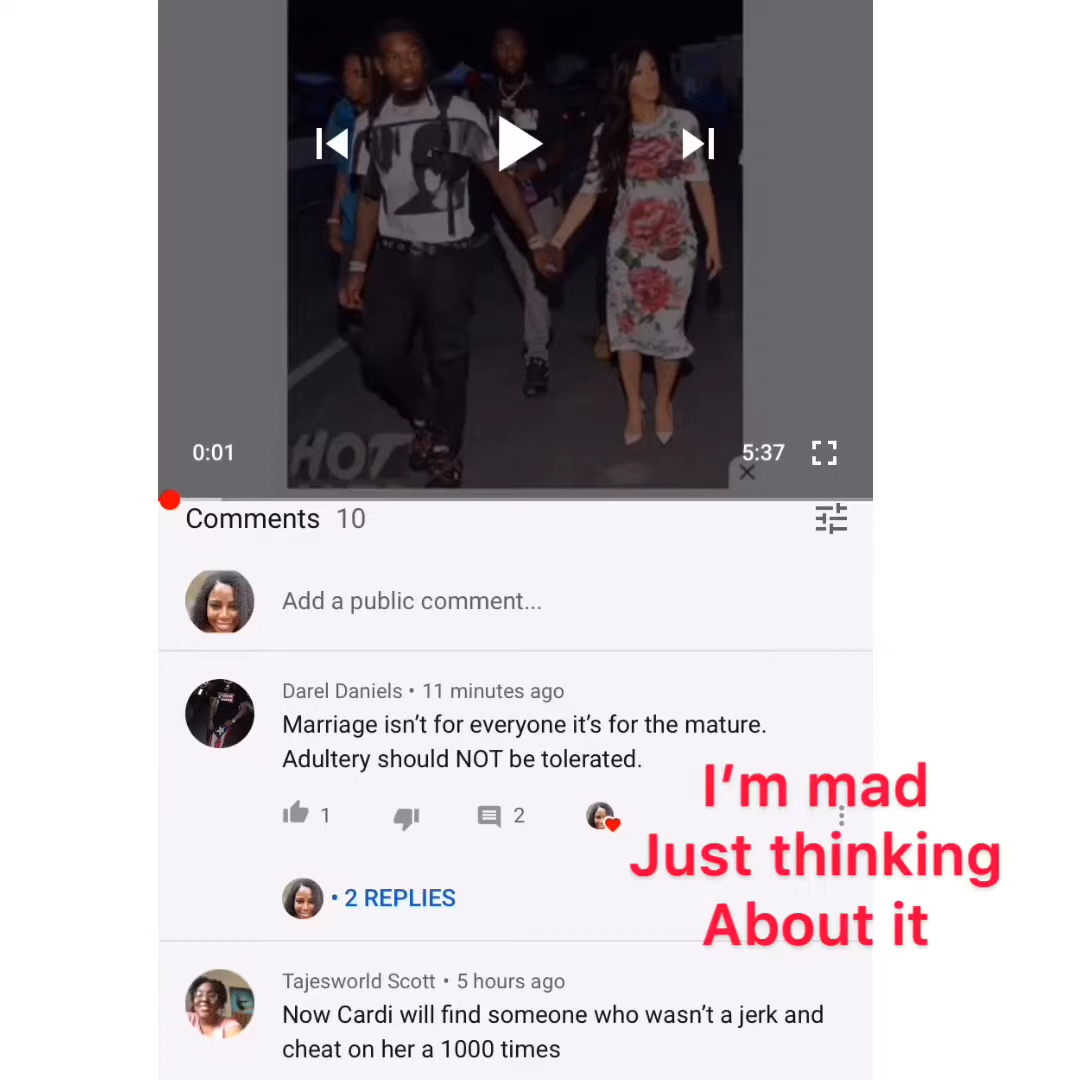 HOT
0:01
5:37
Comments 10
Add a public comment...
Darel Daniels • 11 minutes ago
Marriage isn’t for everyone it’s for the mature.
Adultery should NOT be tolerated.
1
2
• 2 REPLIES
I’m mad
Just thinking
About it
Tajesworld Scott • 5 hours ago
Now Cardi will find someone who wasn’t a jerk and
cheat on her a 1000 times